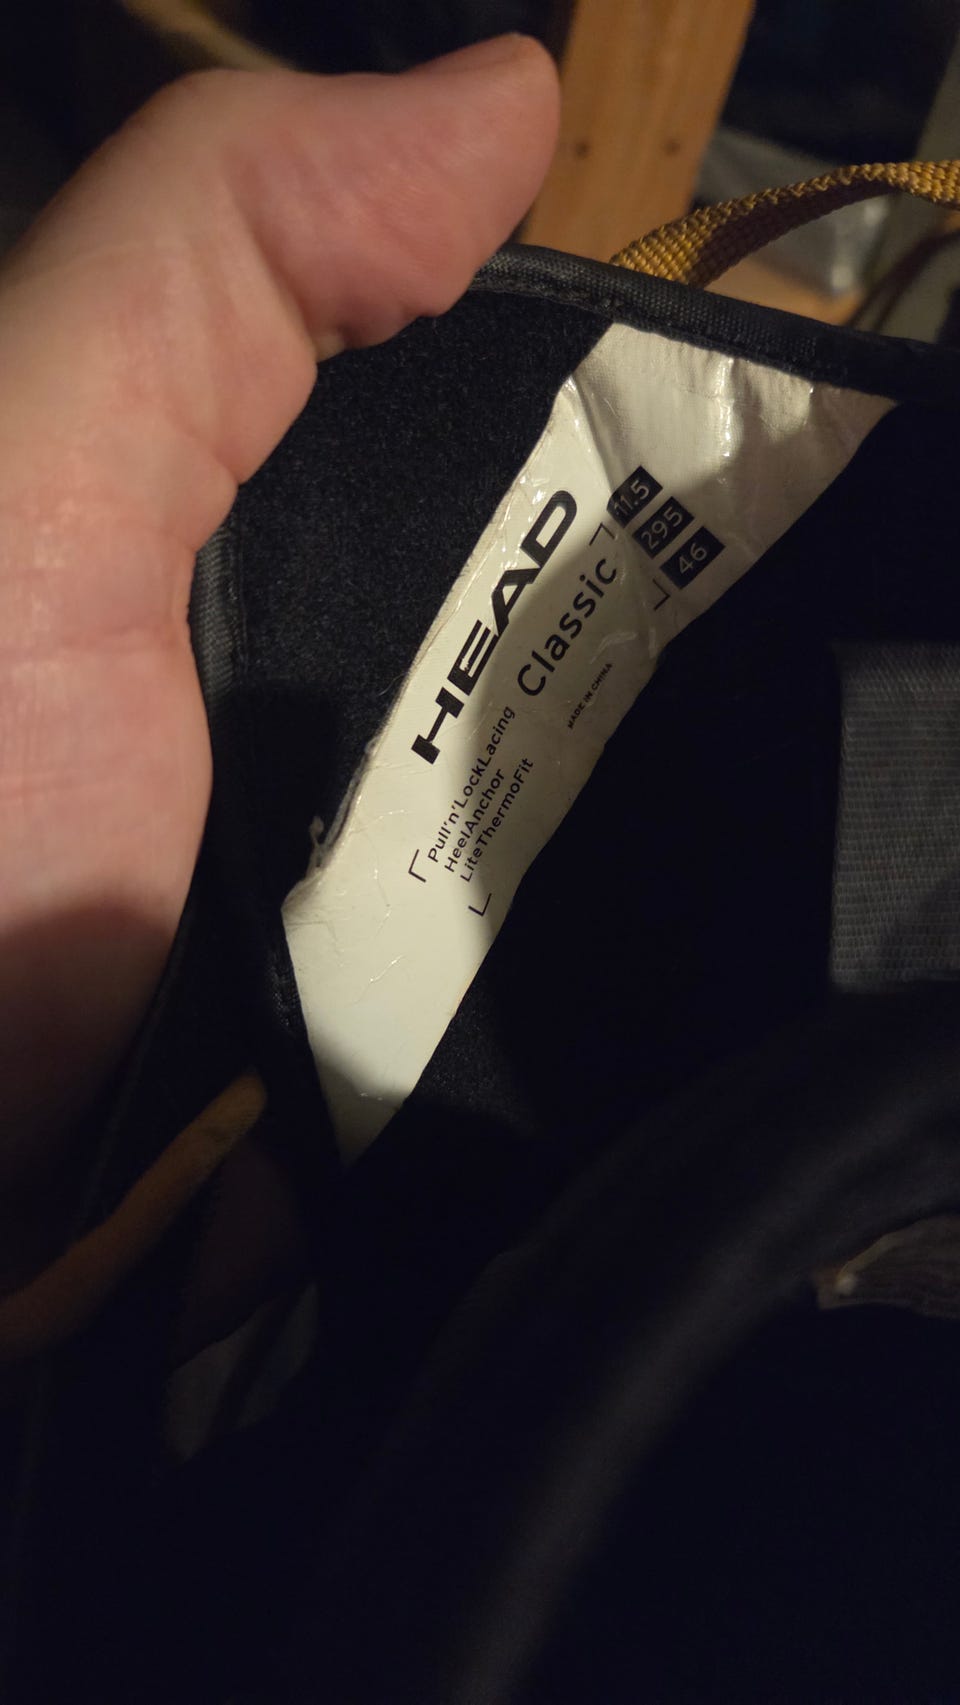 HEAD
Classic
11.5
295
46
Pull'n'LockLacing
HeelAnchor
LiteThermoFit
MADE IN CHINA